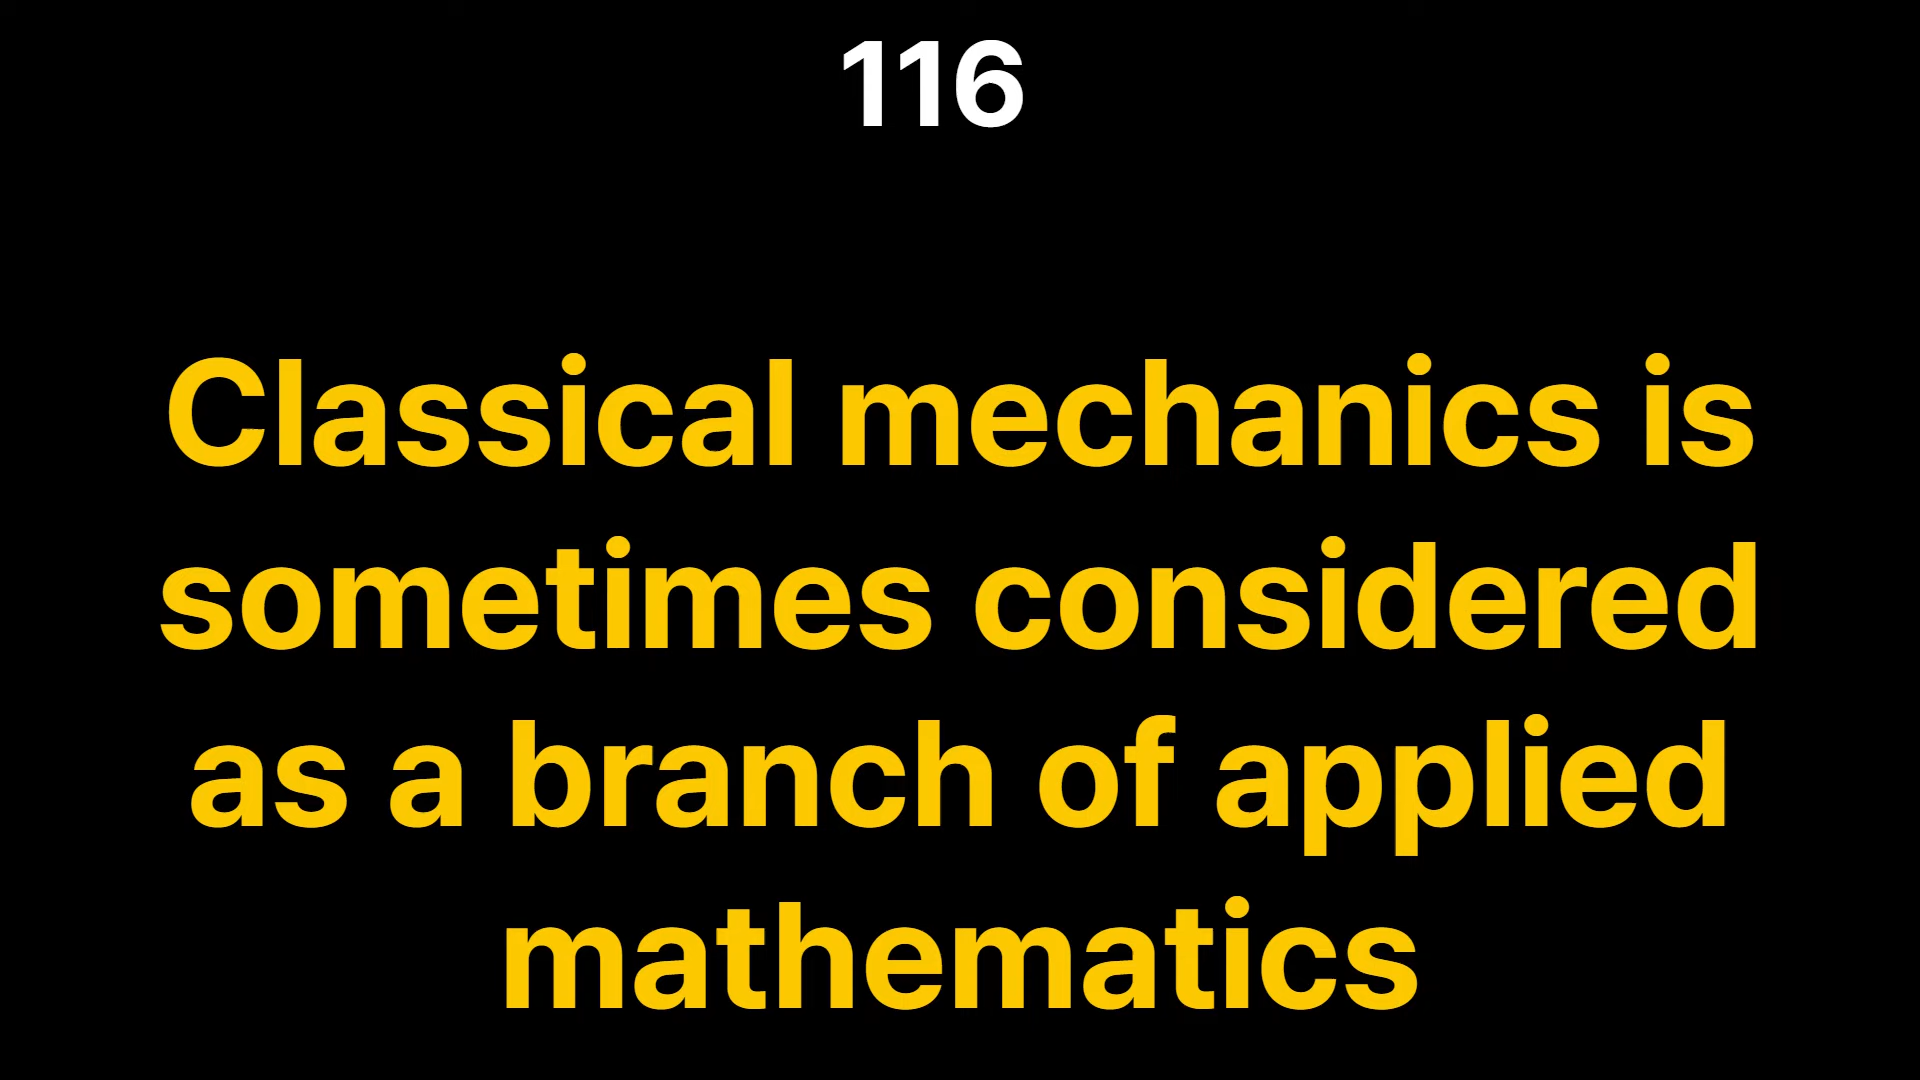 116
Classical mechanics is
sometimes considered
as a branch of applied
mathematics